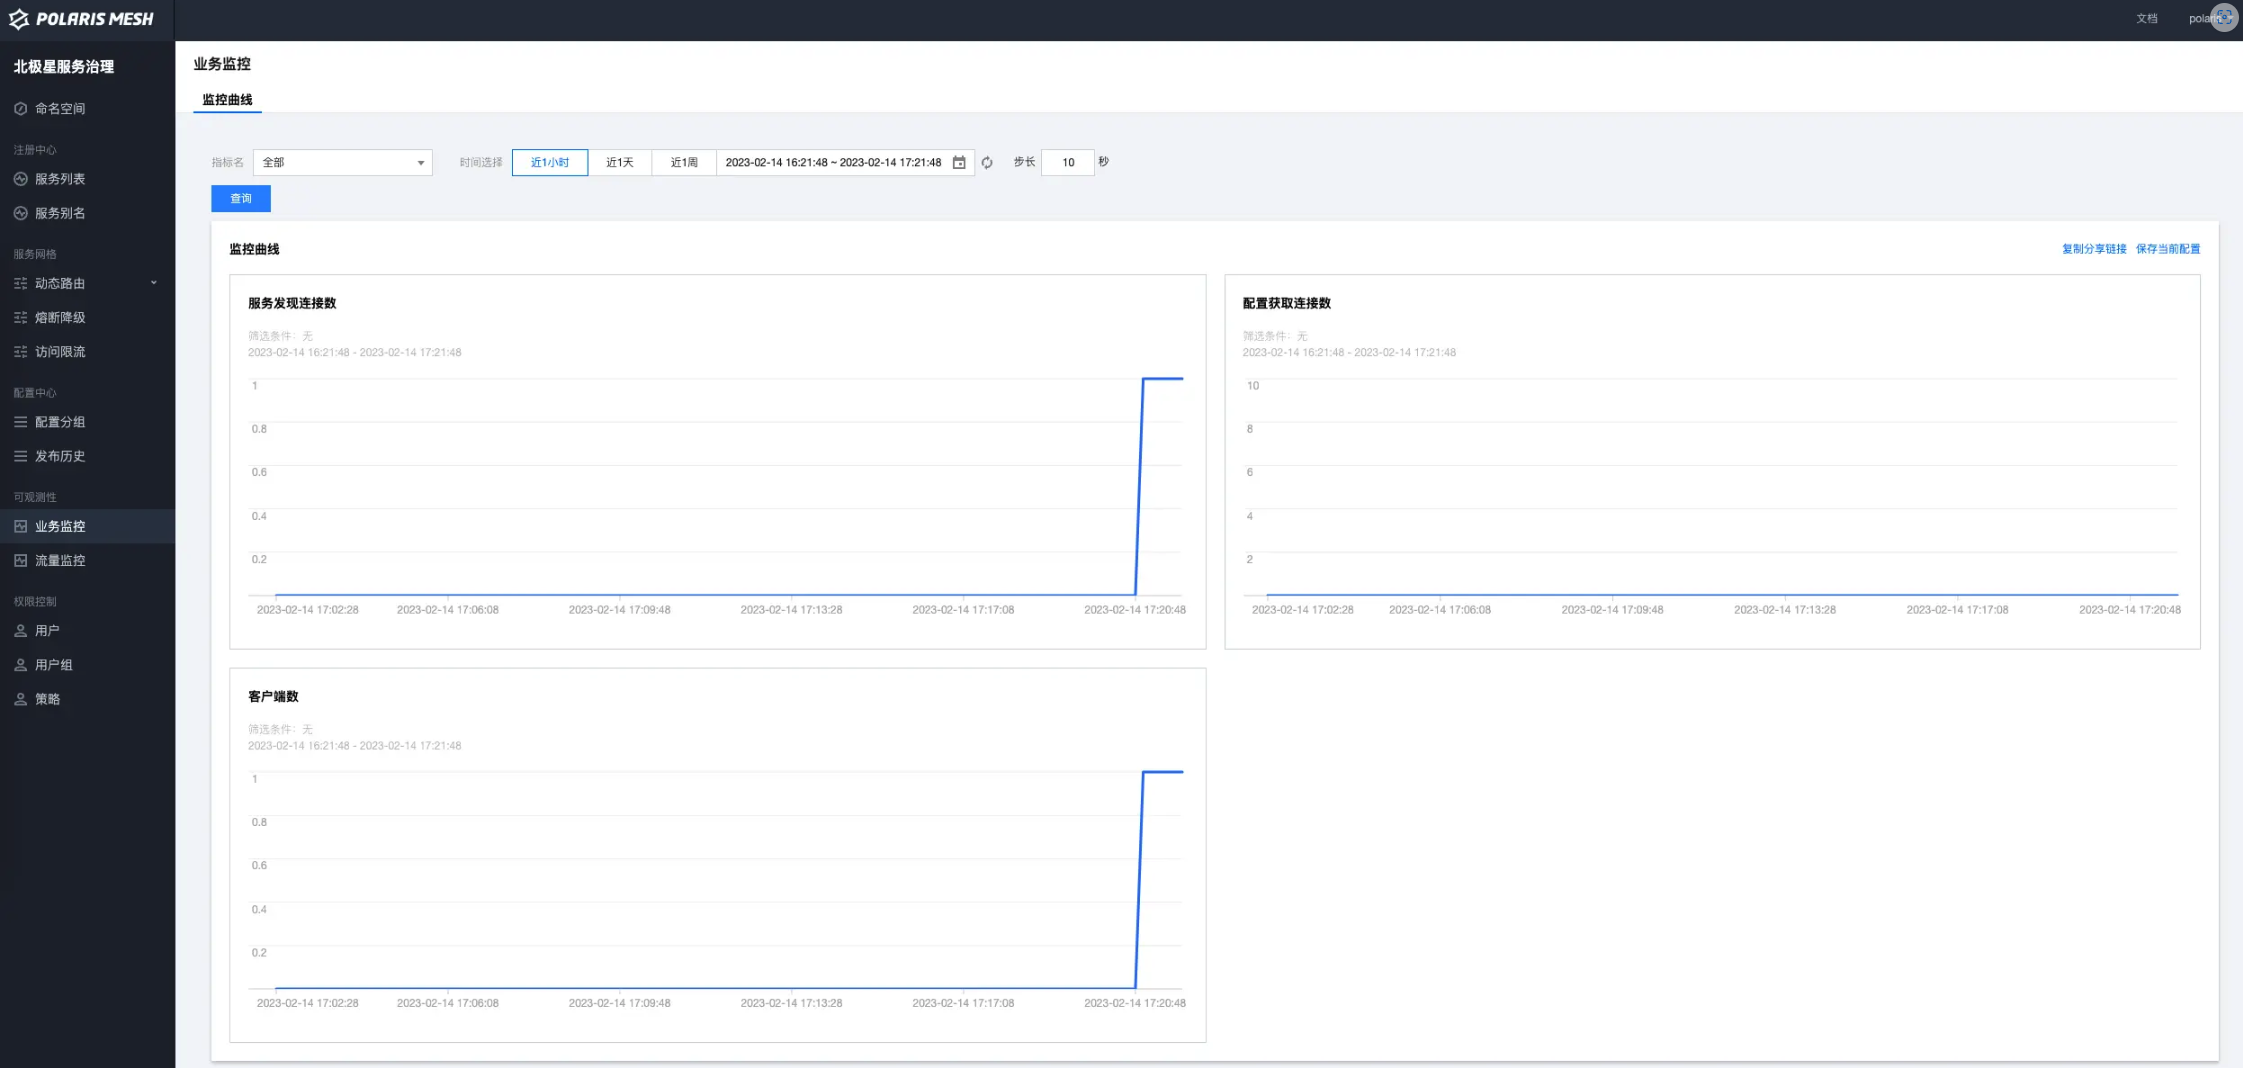 POLARIS MESH
文档
北极星服务治理
命名空间
注册中心
服务列表
服务别名
服务网格
动态路由
熔断降级
访问限流
配置中心
配置分组
发布历史
可观测性
业务监控
流量监控
权限控制
用户
用户组
策略
业务监控
监控曲线
指标名 全部 时间选择 近1小时 近1天 近1周 2023-02-14 16:21:48 ~ 2023-02-14 17:21:48 步长 10 秒
查询
监控曲线 复制分享链接 保存当前配置
服务发现连接数
筛选条件：无
2023-02-14 16:21:48 - 2023-02-14 17:21:48
1
0.8
0.6
0.4
0.2
2023-02-14 17:02:28 2023-02-14 17:06:08 2023-02-14 17:09:48 2023-02-14 17:13:28 2023-02-14 17:17:08 2023-02-14 17:20:48
配置获取连接数
筛选条件：无
2023-02-14 16:21:48 - 2023-02-14 17:21:48
10
8
6
4
2
2023-02-14 17:02:28 2023-02-14 17:06:08 2023-02-14 17:09:48 2023-02-14 17:13:28 2023-02-14 17:17:08 2023-02-14 17:20:48
客户端数
筛选条件：无
2023-02-14 16:21:48 - 2023-02-14 17:21:48
1
0.8
0.6
0.4
0.2
2023-02-14 17:02:28 2023-02-14 17:06:08 2023-02-14 17:09:48 2023-02-14 17:13:28 2023-02-14 17:17:08 2023-02-14 17:20:48